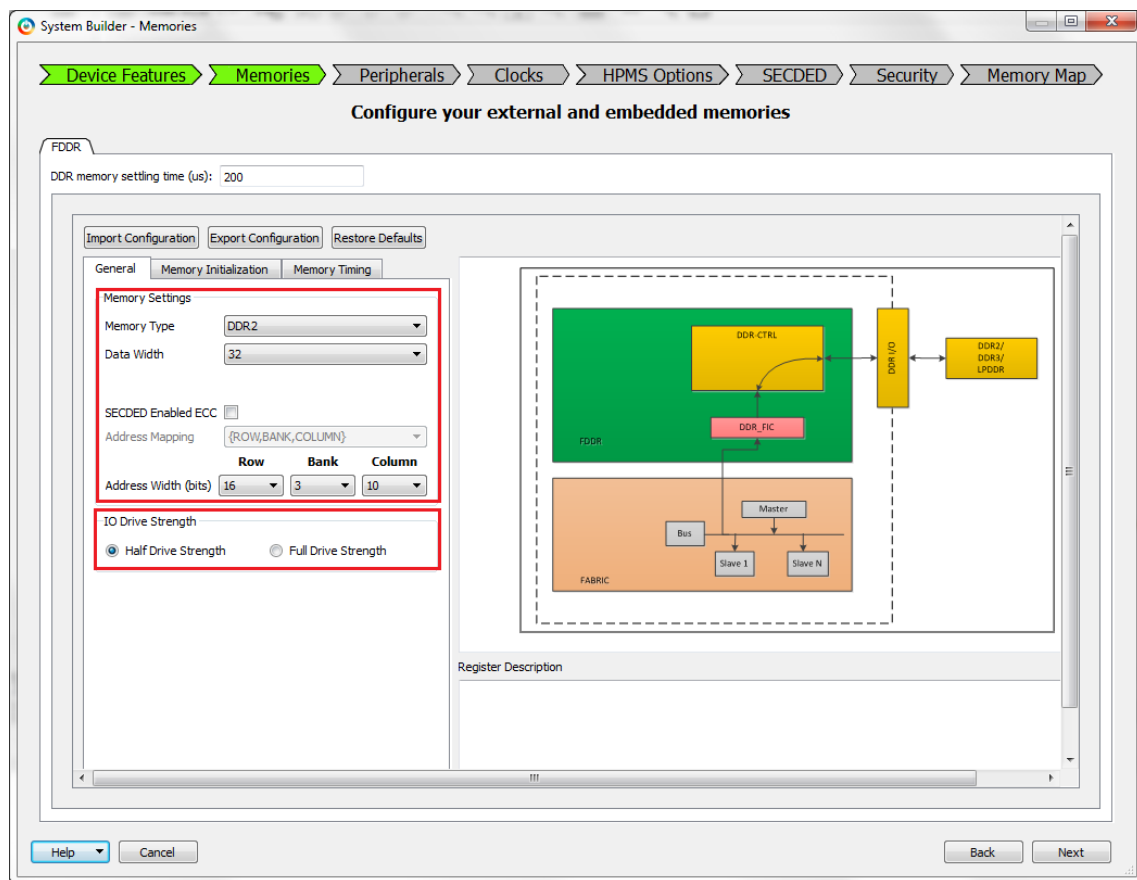 System Builder - Memories
Device Features Memories Peripherals Clocks HPMS Options SECDED Security Memory Map
Configure your external and embedded memories
FDDR
DDR memory settling time (us): 200
Import Configuration Export Configuration Restore Defaults
General Memory Initialization Memory Timing
Memory Settings
Memory Type DDR2
Data Width 32
SECDED Enabled ECC
Address Mapping {ROW,BANK,COLUMN}
Row Bank Column
Address Width (bits) 16 3 10
IO Drive Strength
Half Drive Strength Full Drive Strength
DDR-CTRL
DDR I/O
DDR2/
DDR3/
LPDDR
DDR_FIC
FDDR
Master
Bus
Slave 1 Slave N
FABRIC
Register Description
Help Cancel Back Next